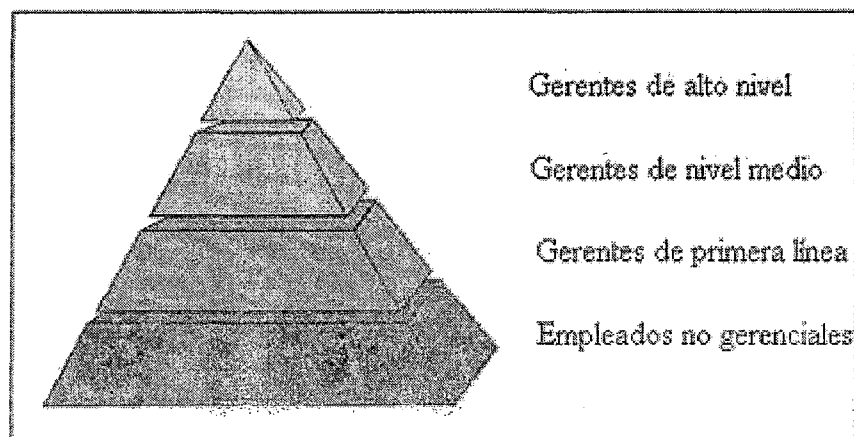 Gerentes de alto nivel
Gerentes de nivel medio
Gerentes de primera línea
Empleados no gerenciales